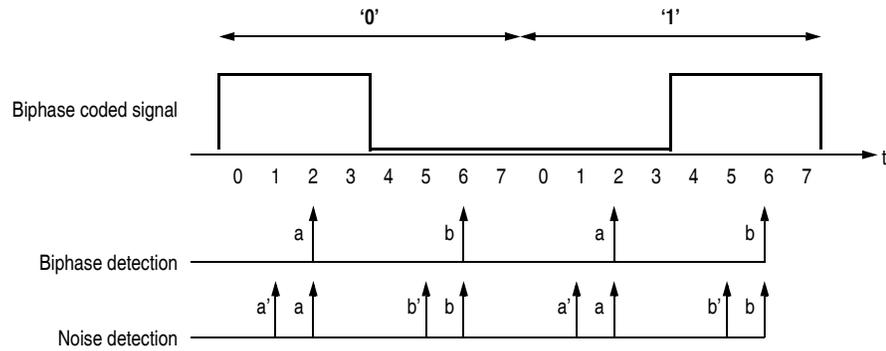 ‘0’ ‘1’
Biphase coded signal
t
0 1 2 3 4 5 6 7 0 1 2 3 4 5 6 7
a b a b
Biphase detection
a’ a b’ b a’ a b’ b
Noise detection